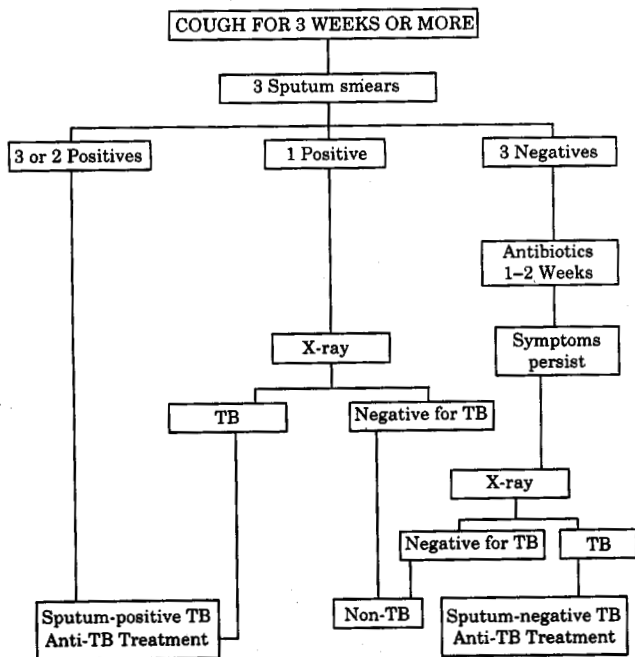 COUGH FOR 3 WEEKS OR MORE
3 Sputum smears
3 or 2 Positives
1 Positive
3 Negatives
Antibiotics
1–2 Weeks
X-ray
Symptoms
persist
TB
Negative for TB
X-ray
Negative for TB
TB
Sputum-positive TB
Anti-TB Treatment
Non-TB
Sputum-negative TB
Anti-TB Treatment